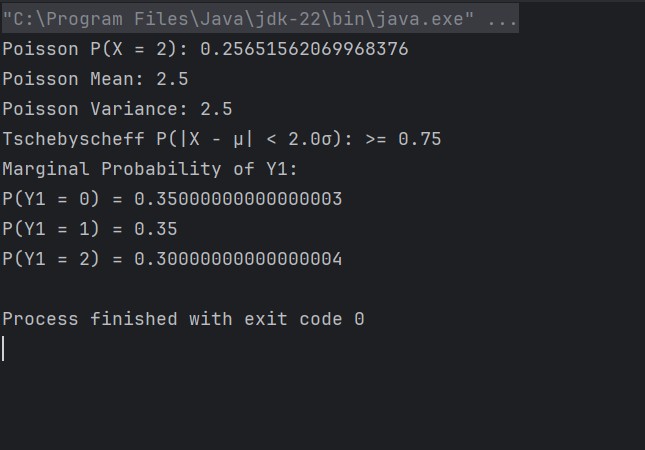 "C:\Program Files\Java\jdk-22\bin\java.exe" ...
Poisson P(X = 2): 0.25651562069968376
Poisson Mean: 2.5
Poisson Variance: 2.5
Tschebyscheff P(|X - μ| < 2.0σ): >= 0.75
Marginal Probability of Y1:
P(Y1 = 0) = 0.35000000000000003
P(Y1 = 1) = 0.35
P(Y1 = 2) = 0.30000000000000004
Process finished with exit code 0